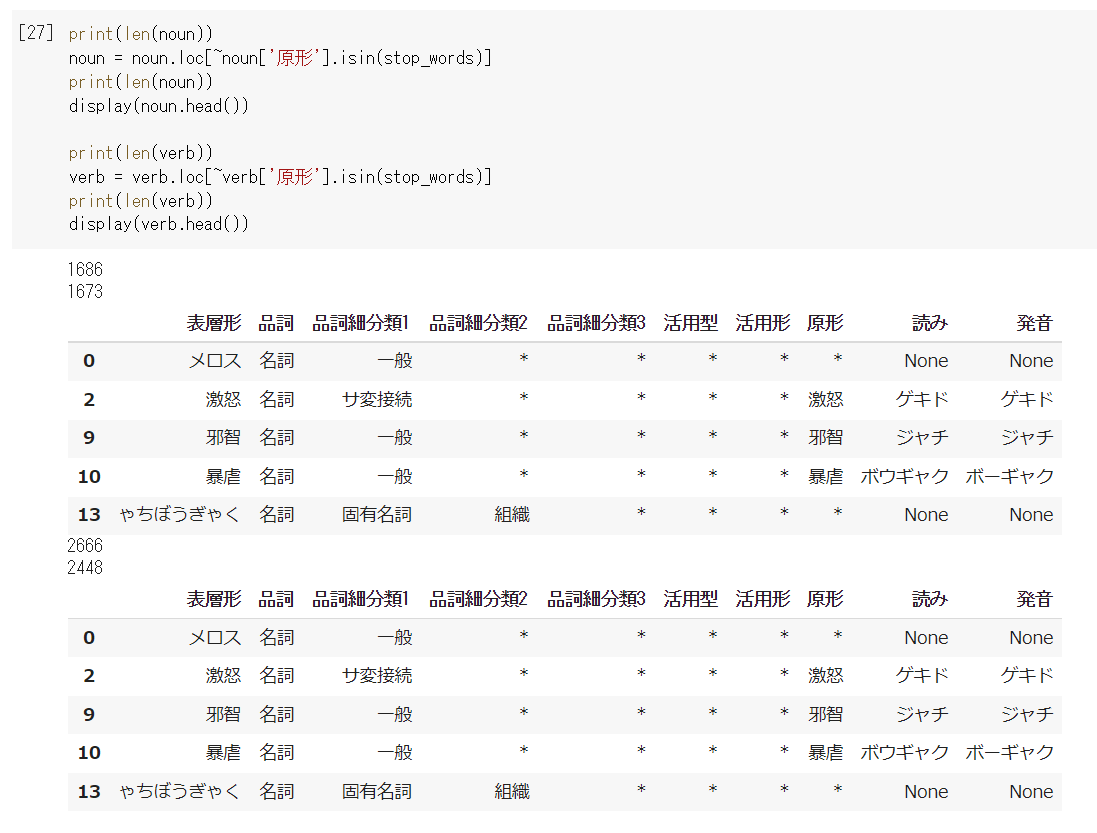 [27] print(len(noun))
noun = noun.loc[~noun['原形'].isin(stop_words)]
print(len(noun))
display(noun.head())
print(len(verb))
verb = verb.loc[~verb['原形'].isin(stop_words)]
print(len(verb))
display(verb.head())
1686
1673
表層形 品詞 品詞細分類1 品詞細分類2 品詞細分類3 活用型 活用形 原形 読み 発音
0 メロス 名詞 一般 * * * * * None None
2 激怒 名詞 サ変接続 * * * * 激怒 ゲキド ゲキド
9 邪智 名詞 一般 * * * * 邪智 ジャチ ジャチ
10 暴虐 名詞 一般 * * * * 暴虐 ボウギャク ボーギャク
13 ゃちぼうぎゃく 名詞 固有名詞 組織 * * * * None None
2666
2448
表層形 品詞 品詞細分類1 品詞細分類2 品詞細分類3 活用型 活用形 原形 読み 発音
0 メロス 名詞 一般 * * * * * None None
2 激怒 名詞 サ変接続 * * * * 激怒 ゲキド ゲキド
9 邪智 名詞 一般 * * * * 邪智 ジャチ ジャチ
10 暴虐 名詞 一般 * * * * 暴虐 ボウギャク ボーギャク
13 ゃちぼうぎゃく 名詞 固有名詞 組織 * * * * None None